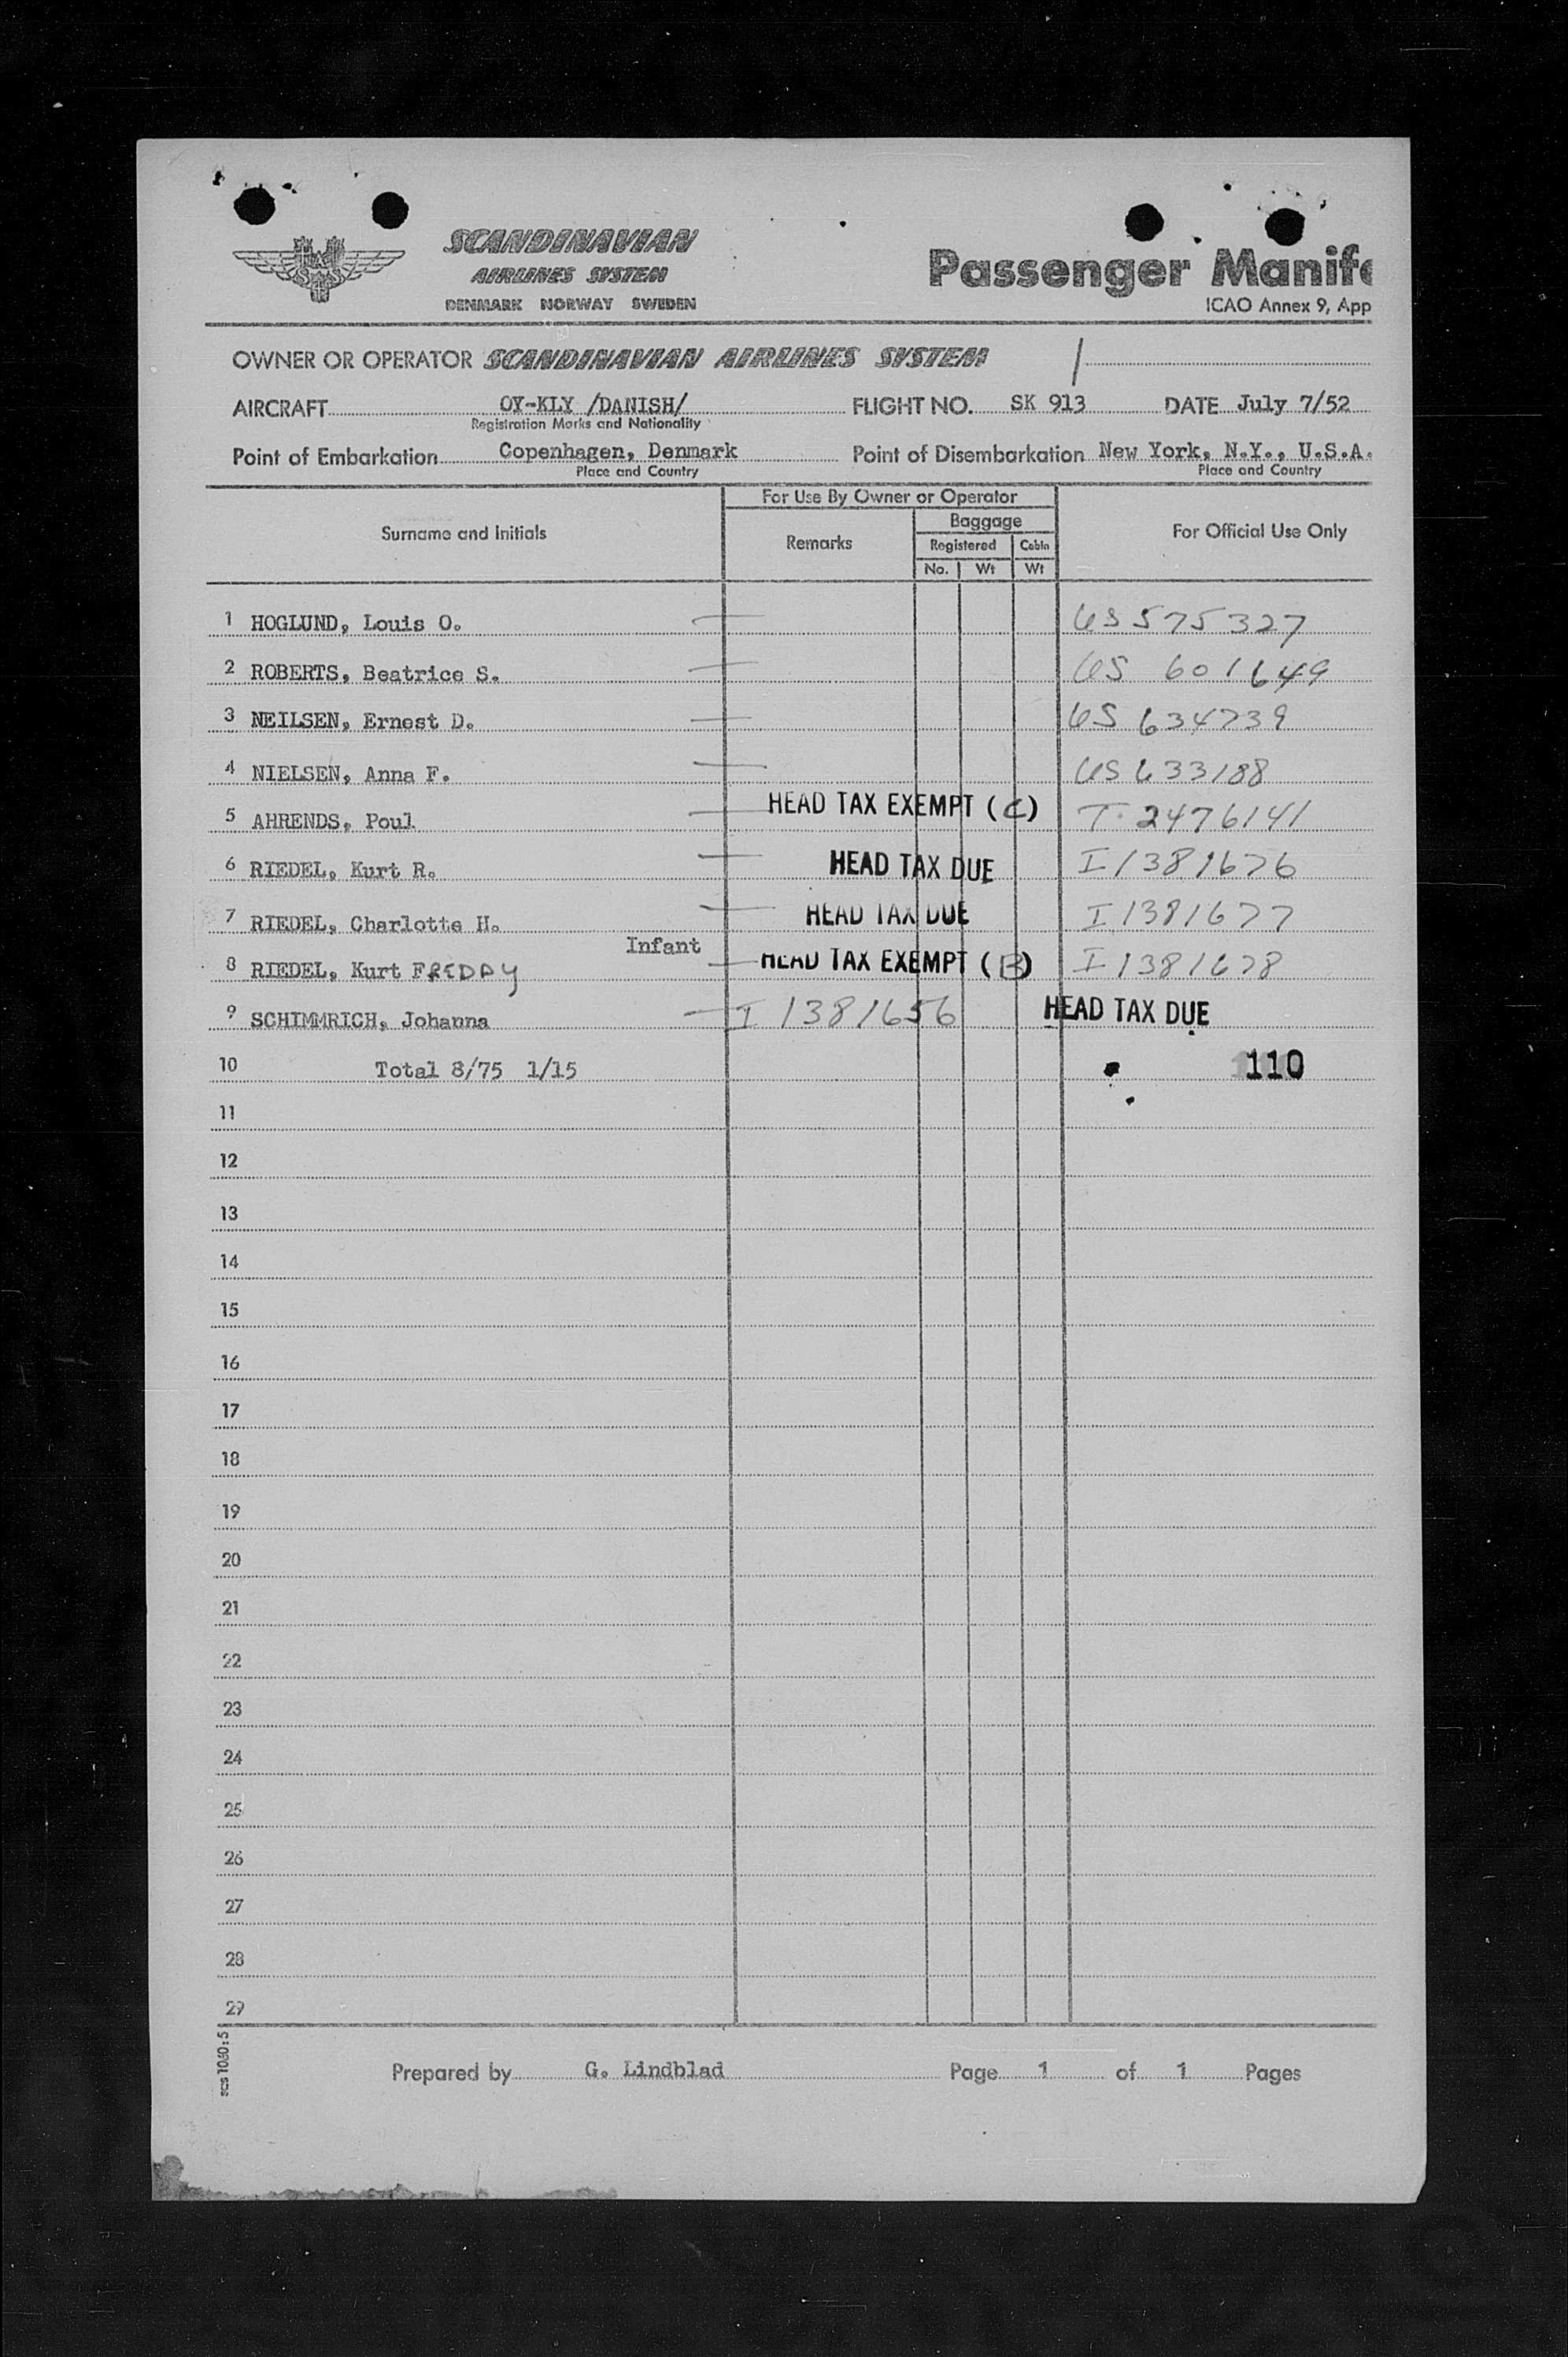 SCANDINAVIAN
AIRLINES SYSTEM
DENMARK NORWAY SWEDEN
SAS
Passenger Manife
ICAO Annex 9, App
OWNER OR OPERATOR SCANDINAVIAN AIRLINES SYSTEM
AIRCRAFT OY-KLY /DANISH/ FLIGHT NO. SK 913 DATE July 7/52
Registration Marks and Nationality
Point of Embarkation Copenhagen, Denmark Point of Disembarkation New York, N.Y., U.S.A.
Place and Country Place and Country
For Use By Owner or Operator
Surname and Initials Remarks Baggage For Official Use Only
Registered Cabin
No. Wt Wt
1 HOGLUND, Louis O. US 575327
2 ROBERTS, Beatrice S. US 601649
3 NEILSEN, Ernest D. US 634739
4 NIELSEN, Anna F. US 633188
5 AHRENDS, Poul HEAD TAX EXEMPT (C) T. 2476141
6 RIEDEL, Kurt R. HEAD TAX DUE I 1381676
7 RIEDEL, Charlotte H. HEAD TAX DUE I 1381677
Infant
8 RIEDEL, Kurt FREDDY HEAD TAX EXEMPT (B) I 1381678
9 SCHIMMRICH, Johanna I 1381656 HEAD TAX DUE
10 Total 8/75 1/15 110
11
12
13
14
15
16
17
18
19
20
21
22
23
24
25
26
27
28
29
scs 1060:5
Prepared by G. Lindblad Page 1 of 1 Pages